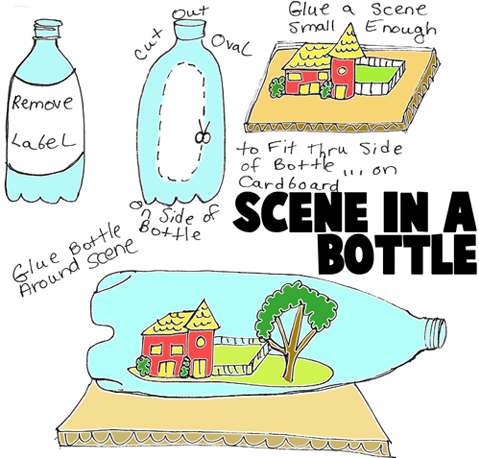 Remove
Label
Cut Out Oval
On Side of
Bottle
Glue a Scene
Small Enough
to Fit thru Side
of Bottle ... on
Cardboard
SCENE IN A
BOTTLE
Glue Bottle
Around Scene